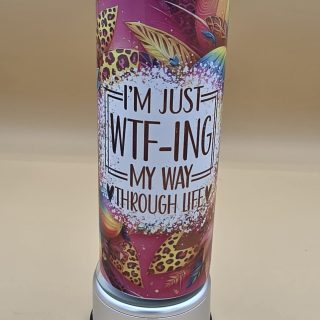 I'M JUST
WTF-ING
MY WAY
THROUGH LIFE